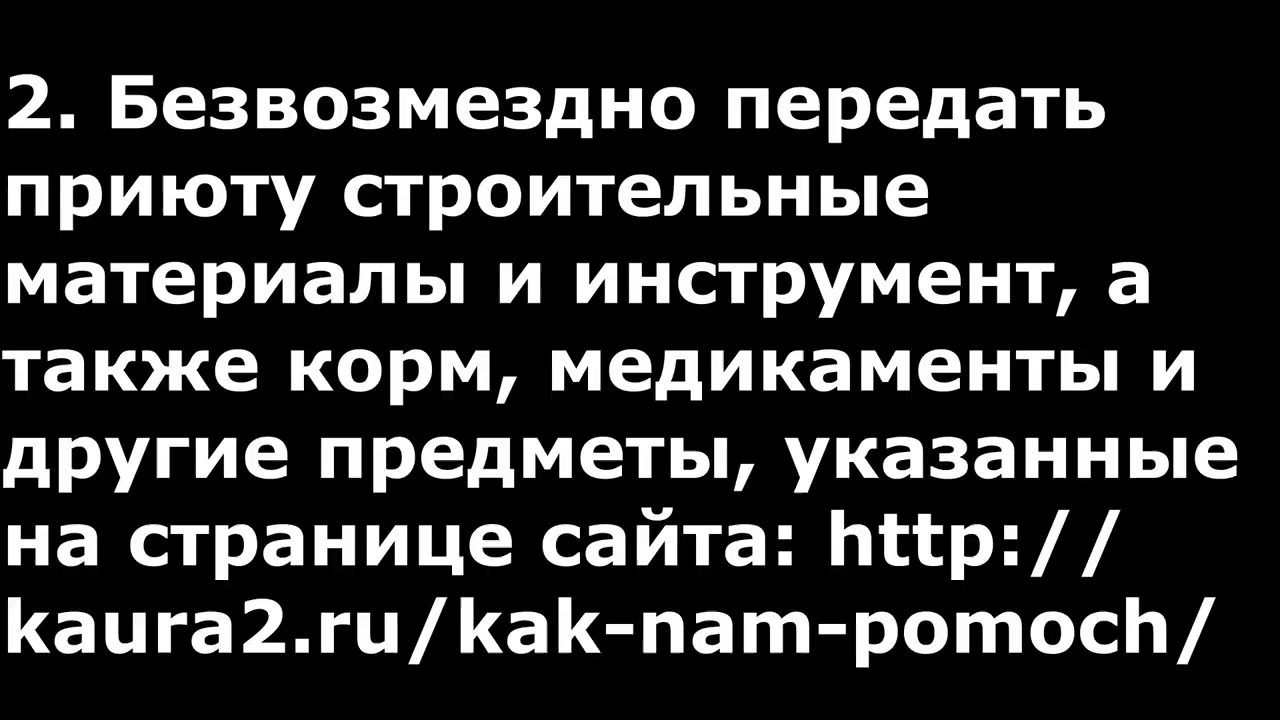 2. Безвозмездно передать
приюту строительные
материалы и инструмент, а
также корм, медикаменты и
другие предметы, указанные
на странице сайта: http://
kaura2.ru/kak-nam-pomoch/